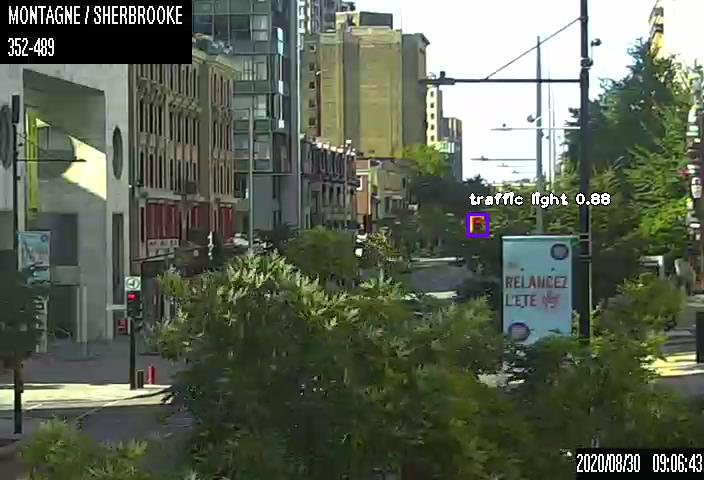 MONTAGNE / SHERBROOKE
352-489
traffic light 0.88
RELANCEZ
L'ÉTÉ
2020/08/30 09:06:43